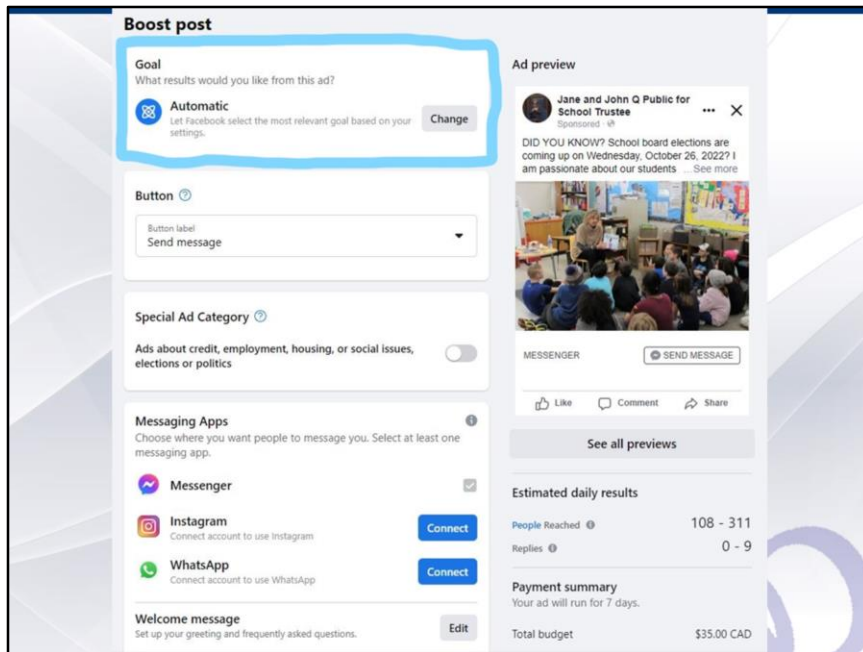 Boost post
Goal
What results would you like from this ad?
Automatic
Let Facebook select the most relevant goal based on your
settings.
Change
Button
Button label
Send message
Special Ad Category
Ads about credit, employment, housing, or social issues,
elections or politics
Messaging Apps
Choose where you want people to message you. Select at least one
messaging app.
Messenger
Instagram
Connect account to use Instagram
Connect
WhatsApp
Connect account to use WhatsApp
Connect
Welcome message
Set up your greeting and frequently asked questions.
Edit
Ad preview
Jane and John Q Public for
School Trustee
Sponsored
DID YOU KNOW? School board elections are
coming up on Wednesday, October 26, 2022? I
am passionate about our students ...See more
MESSENGER
SEND MESSAGE
Like Comment Share
See all previews
Estimated daily results
People Reached 108 - 311
Replies 0 - 9
Payment summary
Your ad will run for 7 days.
Total budget $35.00 CAD